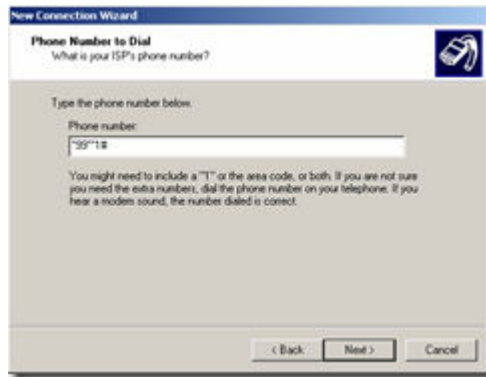 New Connection Wizard
Phone Number to Dial
What is your ISP's phone number?
Type the phone number below.
Phone number:
*99**1#
You might need to include a "1" or the area code, or both. If you are not sure
you need the extra numbers, dial the phone number on your telephone. If you
hear a modem sound, the number dialed is correct.
< Back
Next >
Cancel